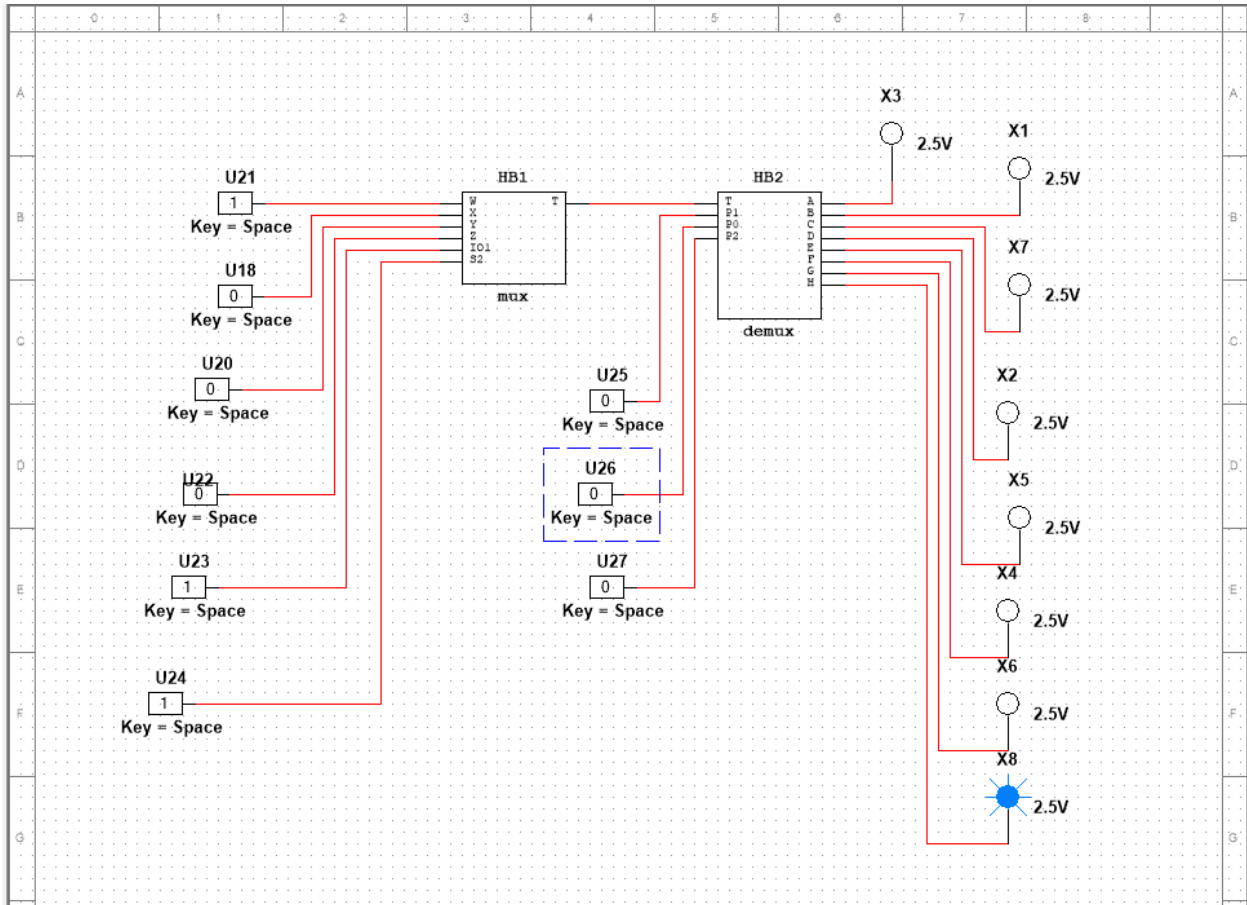 0 1 2 3 4 5 6 7 8
A A
X3
2.5V
X1
2.5V
U21
1
Key = Space
HB1
W
X
Y
Z
IO1
S2
T
mux
HB2
T
P1
P0
P2
A
B
C
D
E
F
G
H
demux
B B
U18
0
Key = Space
X7
2.5V
C C
U20
0
Key = Space
U25
0
Key = Space
X2
2.5V
D D
U22
0
Key = Space
U26
0
Key = Space
X5
2.5V
U23
1
Key = Space
U27
0
Key = Space
E E
X4
2.5V
U24
1
Key = Space
X6
2.5V
F F
X8
2.5V
G G